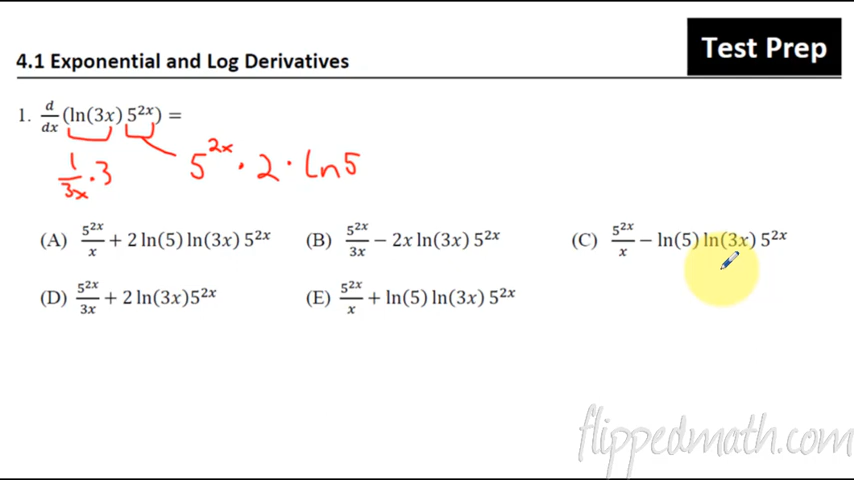 Test Prep
4.1 Exponential and Log Derivatives
1. d/dx (ln(3x) 5^{2x}) =
1/3x · 3    5^{2x} · 2 · ln 5
(A) 5^{2x}/x + 2 ln(5) ln(3x) 5^{2x}    (B) 5^{2x}/3x − 2x ln(3x) 5^{2x}    (C) 5^{2x}/x − ln(5) ln(3x) 5^{2x}
(D) 5^{2x}/3x + 2 ln(3x)5^{2x}    (E) 5^{2x}/x + ln(5) ln(3x) 5^{2x}
flippedmath.com